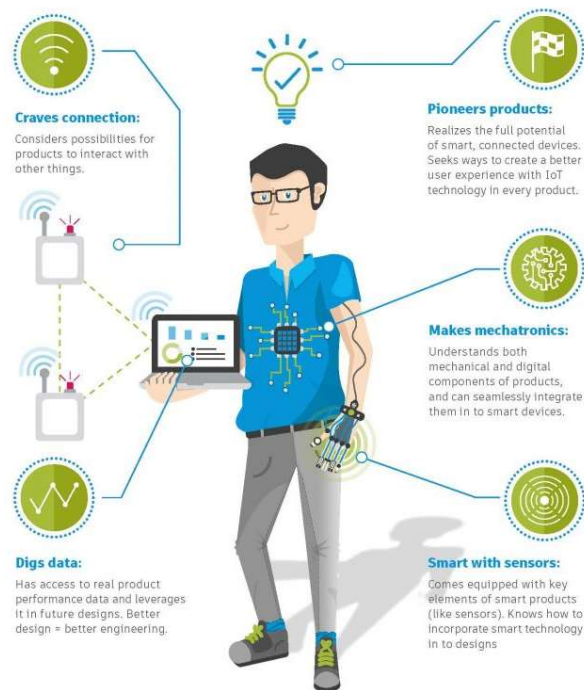 Craves connection:
Considers possibilities for
products to interact with
other things.
Pioneers products:
Realizes the full potential
of smart, connected devices.
Seeks ways to create a better
user experience with IoT
technology in every product.
Makes mechatronics:
Understands both
mechanical and digital
components of products,
and can seamlessly integrate
them in to smart devices.
Digs data:
Has access to real product
performance data and leverages
it in future designs. Better
design = better engineering.
Smart with sensors:
Comes equipped with key
elements of smart products
(like sensors). Knows how to
incorporate smart technology
in to designs